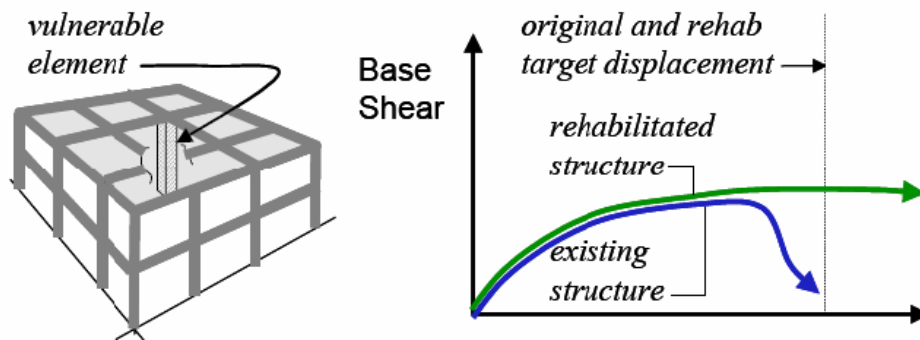 vulnerable
element
Base
Shear
original and rehab
target displacement
rehabilitated
structure
existing
structure